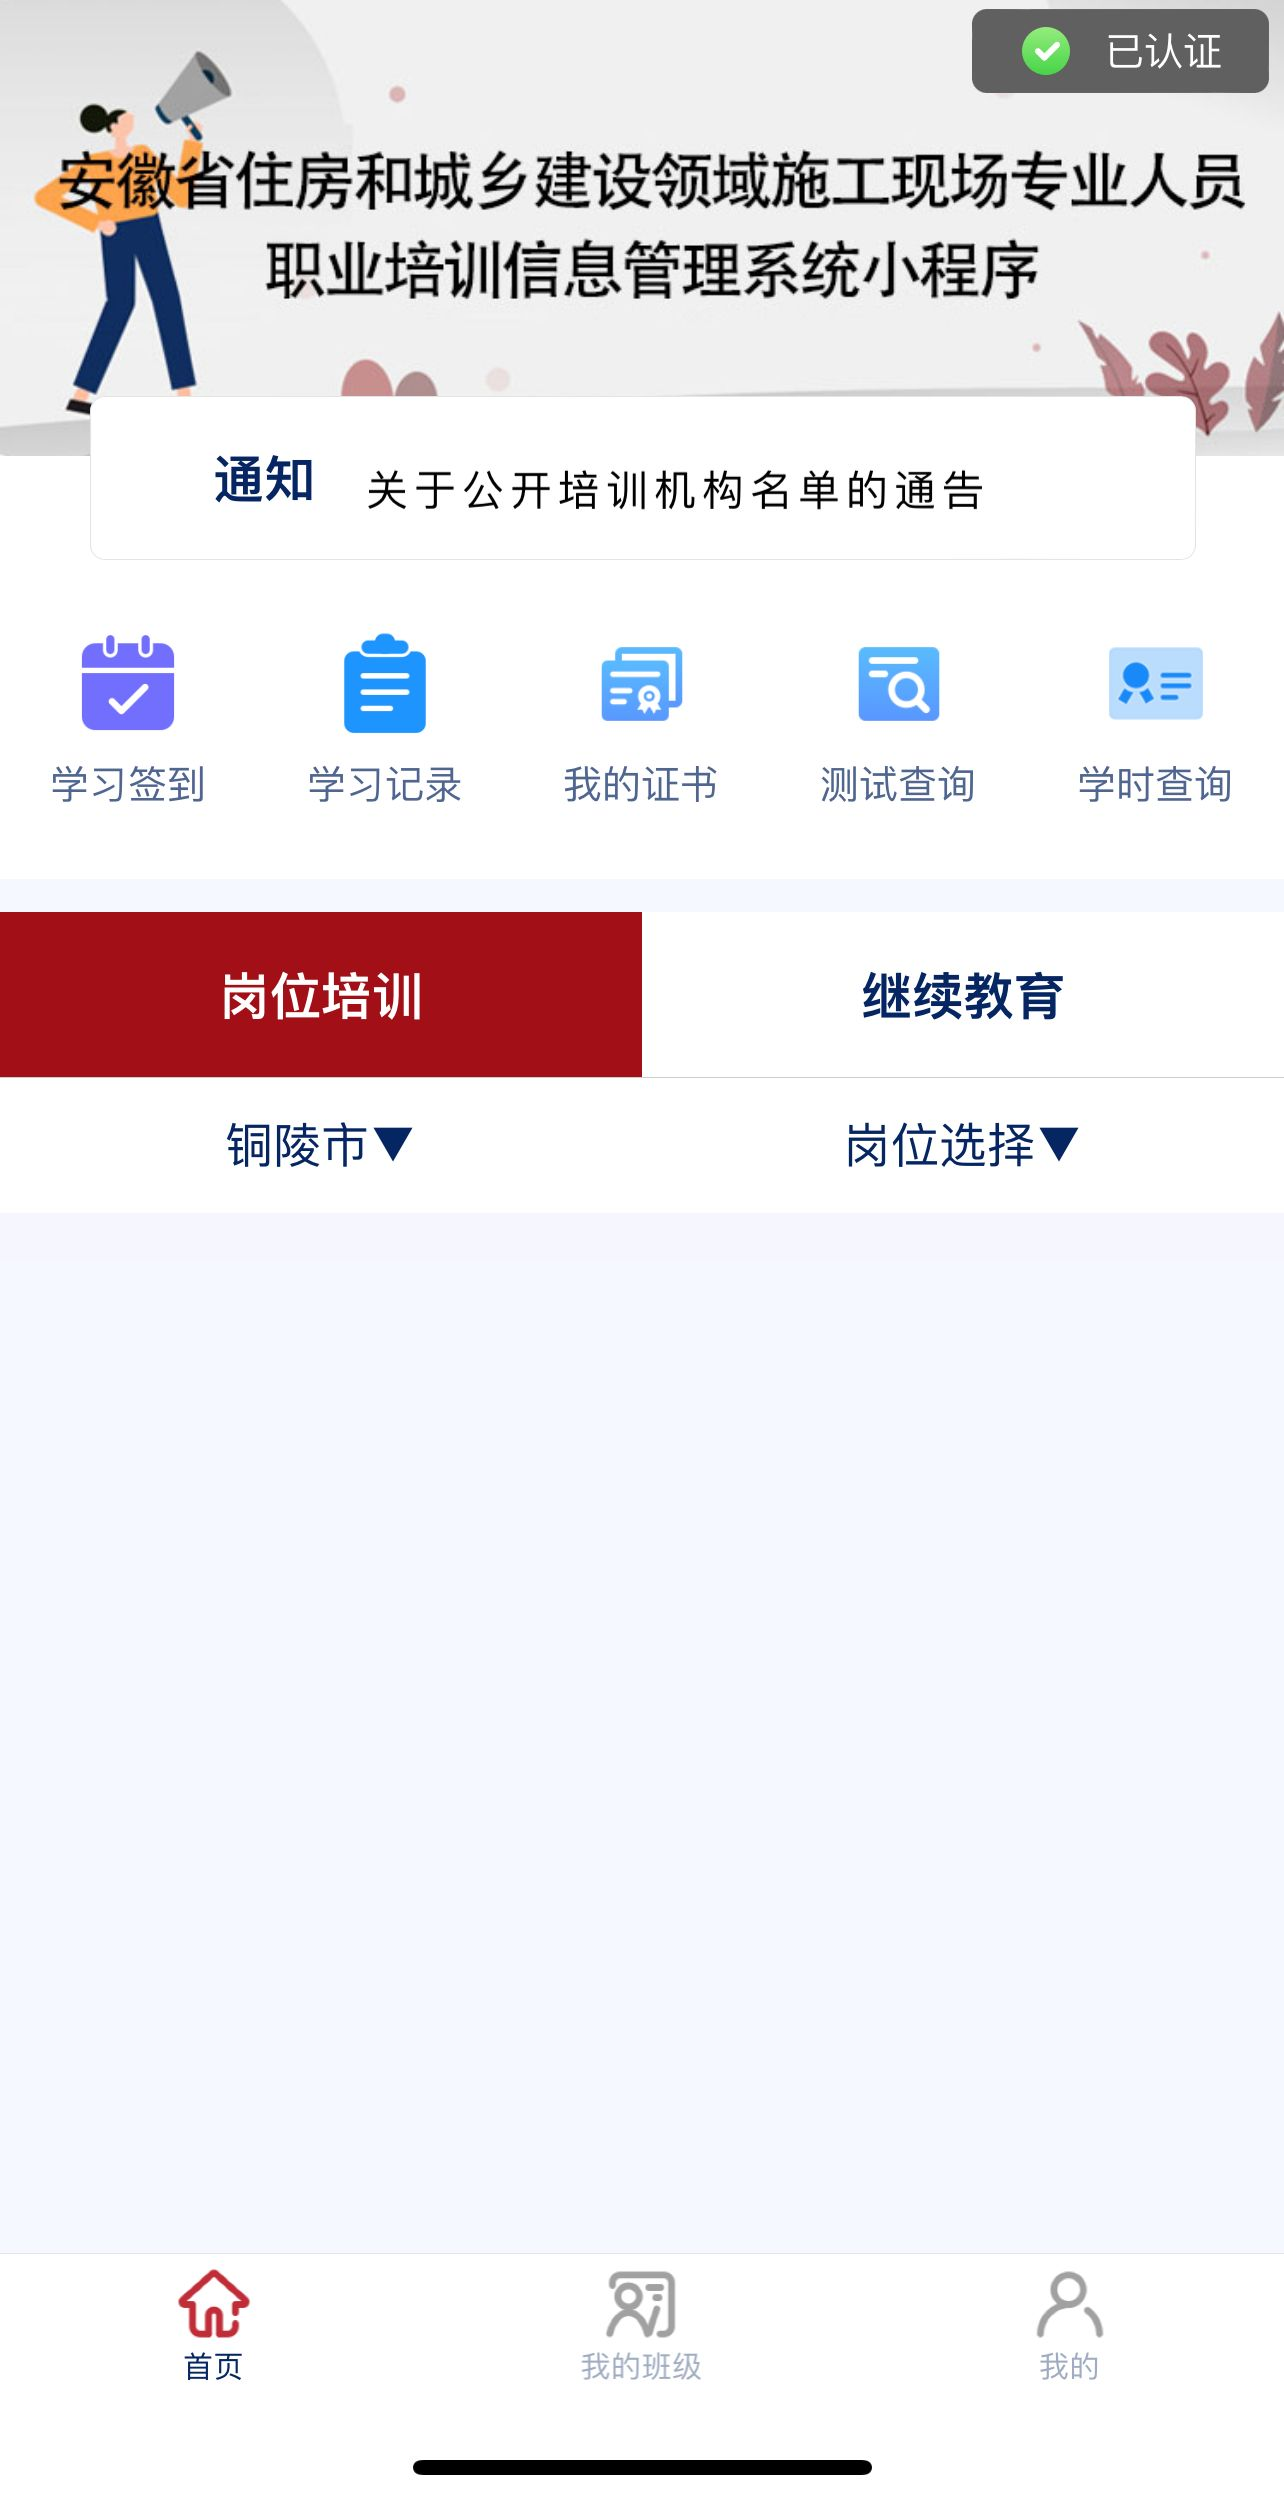 已认证
安徽省住房和城乡建设领域施工现场专业人员
职业培训信息管理系统小程序
通知 关于公开培训机构名单的通告
学习签到 学习记录 我的证书 测试查询 学时查询
岗位培训 继续教育
铜陵市▼ 岗位选择▼
首页 我的班级 我的